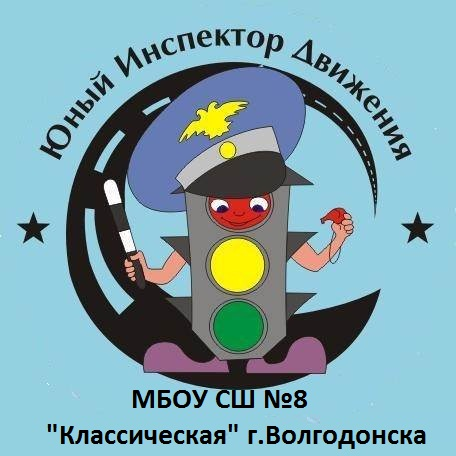 Юный Инспектор Движения
МБОУ СШ №8
"Классическая" г.Волгодонска